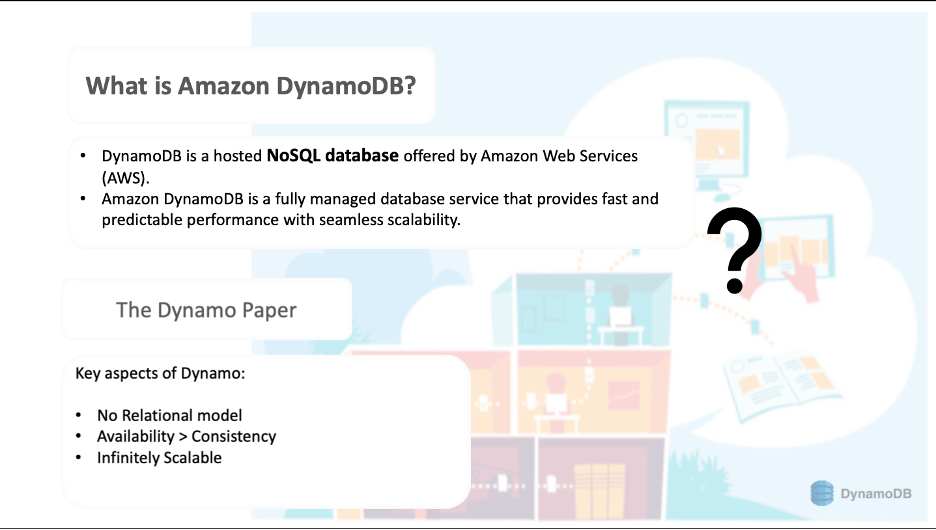 What is Amazon DynamoDB?
• DynamoDB is a hosted NoSQL database offered by Amazon Web Services
(AWS).
• Amazon DynamoDB is a fully managed database service that provides fast and
predictable performance with seamless scalability.
?
The Dynamo Paper
Key aspects of Dynamo:
• No Relational model
• Availability > Consistency
• Infinitely Scalable
DynamoDB